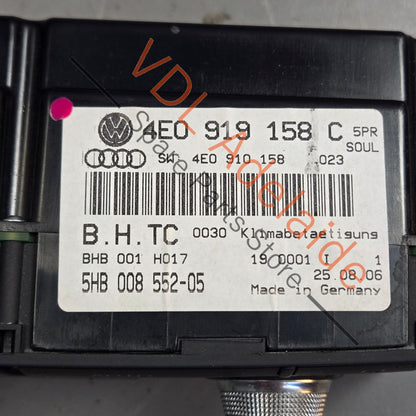 4E0 919 158 C 5PR
SOUL
SW 4E0 910 158 023
B.H.TC 0030 Klimabetaetigung
BHB 001 H017 19 0001 I 1
5HB 008 552-05 25.08.06
Made in Germany
VDL Adelaide
Spare Parts Store